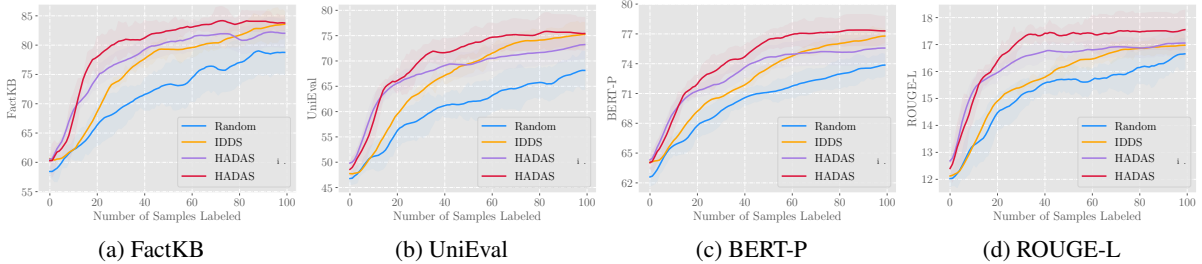 85
80
75
70
65
60
55
FactKB
0 20 40 60 80 100
Number of Samples Labeled
Random
IDDS
HADAS
HADAS
(a) FactKB
80
75
70
65
60
55
50
45
UniEval
0 20 40 60 80 100
Number of Samples Labeled
Random
IDDS
HADAS
HADAS
(b) UniEval
80
77
74
71
68
65
62
BERT-P
0 20 40 60 80 100
Number of Samples Labeled
Random
IDDS
HADAS
HADAS
(c) BERT-P
18
17
16
15
14
13
12
ROUGE-L
0 20 40 60 80 100
Number of Samples Labeled
Random
IDDS
HADAS
HADAS
(d) ROUGE-L